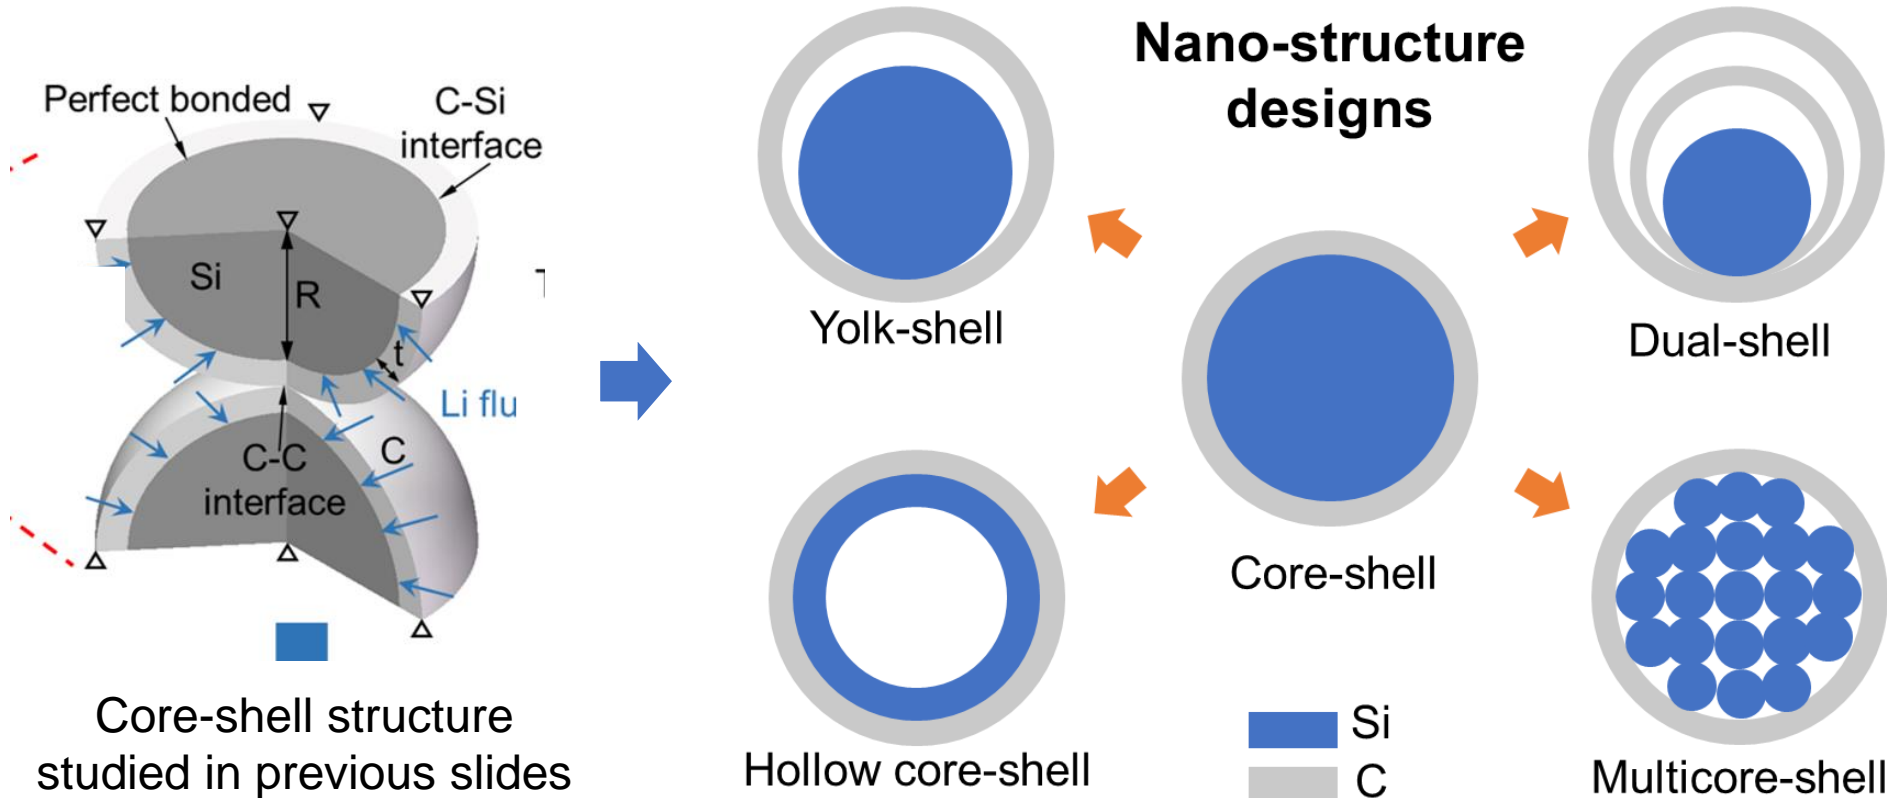 Perfect bonded
C-Si
interface
Si
R
t
Li flu
C
C-C
interface
Core-shell structure
studied in previous slides
Nano-structure
designs
Yolk-shell
Dual-shell
Core-shell
Hollow core-shell
Multicore-shell
Si
C